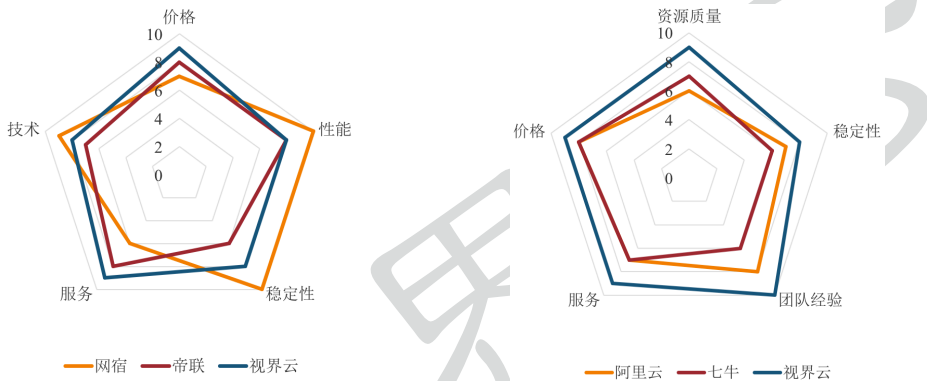 价格
10
8
6
4
2
0
技术
性能
服务
稳定性
网宿
帝联
视界云
资源质量
10
8
6
4
2
0
价格
稳定性
服务
团队经验
阿里云
七牛
视界云